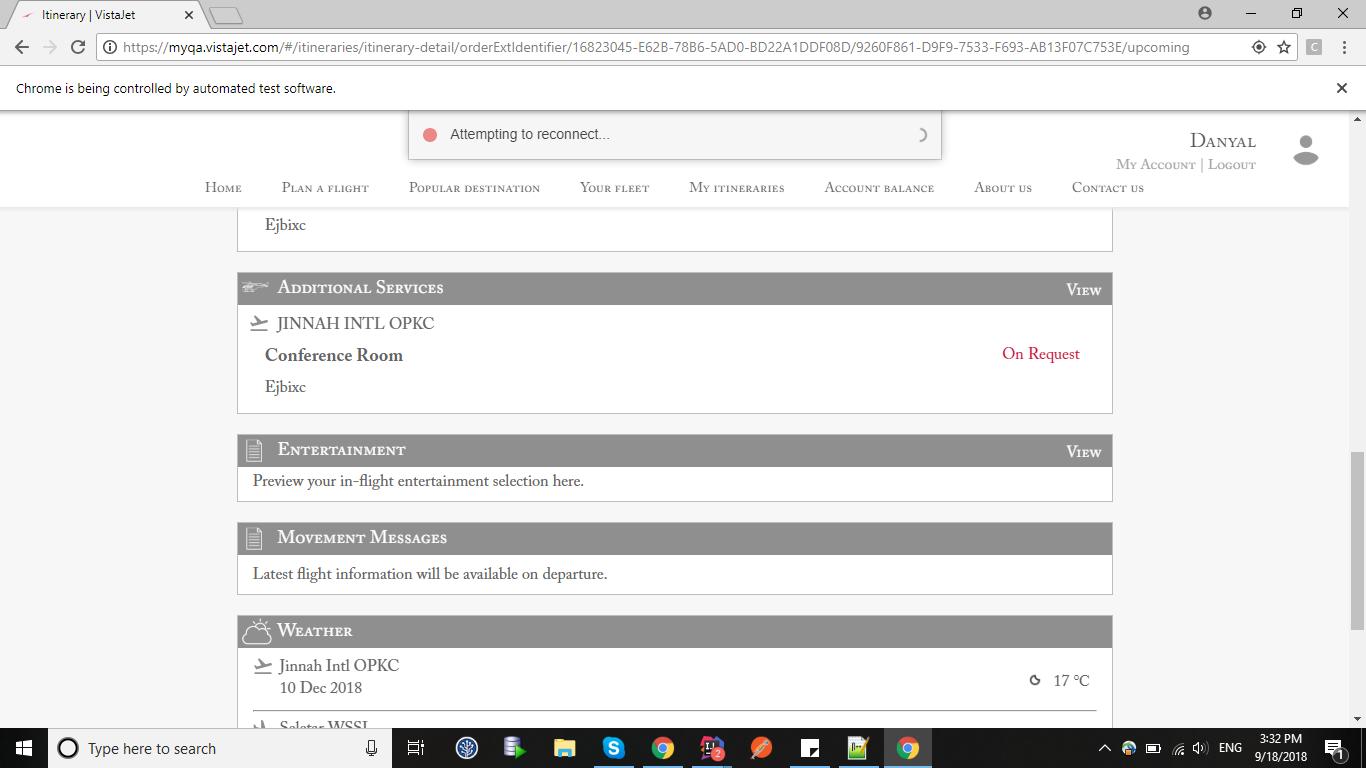 Itinerary | VistaJet
https://myqa.vistajet.com/#/itineraries/itinerary-detail/orderExtIdentifier/16823045-E62B-78B6-5AD0-BD22A1DDF08D/9260F861-D9F9-7533-F693-AB13F07C753E/upcoming
C
Chrome is being controlled by automated test software.
Attempting to reconnect...
Danyal
My Account | Logout
Home Plan a flight Popular destination Your fleet My itineraries Account balance About us Contact us
Ejbixc
Additional Services View
JINNAH INTL OPKC
Conference Room On Request
Ejbixc
Entertainment View
Preview your in-flight entertainment selection here.
Movement Messages
Latest flight information will be available on departure.
Weather
Jinnah Intl OPKC
10 Dec 2018 17 °C
Seletar WSSL
Type here to search
ENG
3:32 PM
9/18/2018
1
2